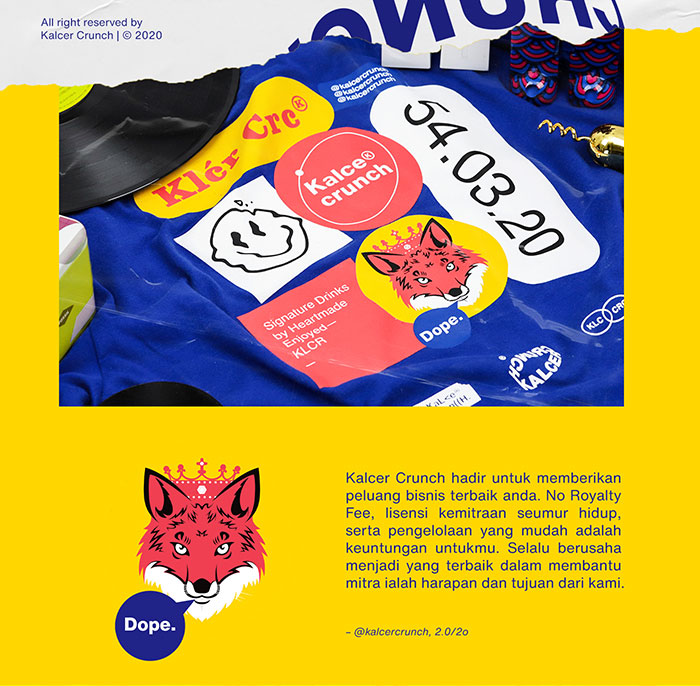 All right reserved by
Kalcer Crunch | © 2020
@kalcercrunch
@kalcercrunch
@kalcercrunch
Klćr Crc®
Kalce®
crunch
54.03.20
Signature Drinks
by Heartmade
Enjoyed—
KLCR
—
Dope.
KLC
CRC
CRUNCH
KALCER
Kalcer Crunch hadir untuk memberikan
peluang bisnis terbaik anda. No Royalty
Fee, lisensi kemitraan seumur hidup,
serta pengelolaan yang mudah adalah
keuntungan untukmu. Selalu berusaha
menjadi yang terbaik dalam membantu
mitra ialah harapan dan tujuan dari kami.
Dope.
– @kalcercrunch, 2.0/2o